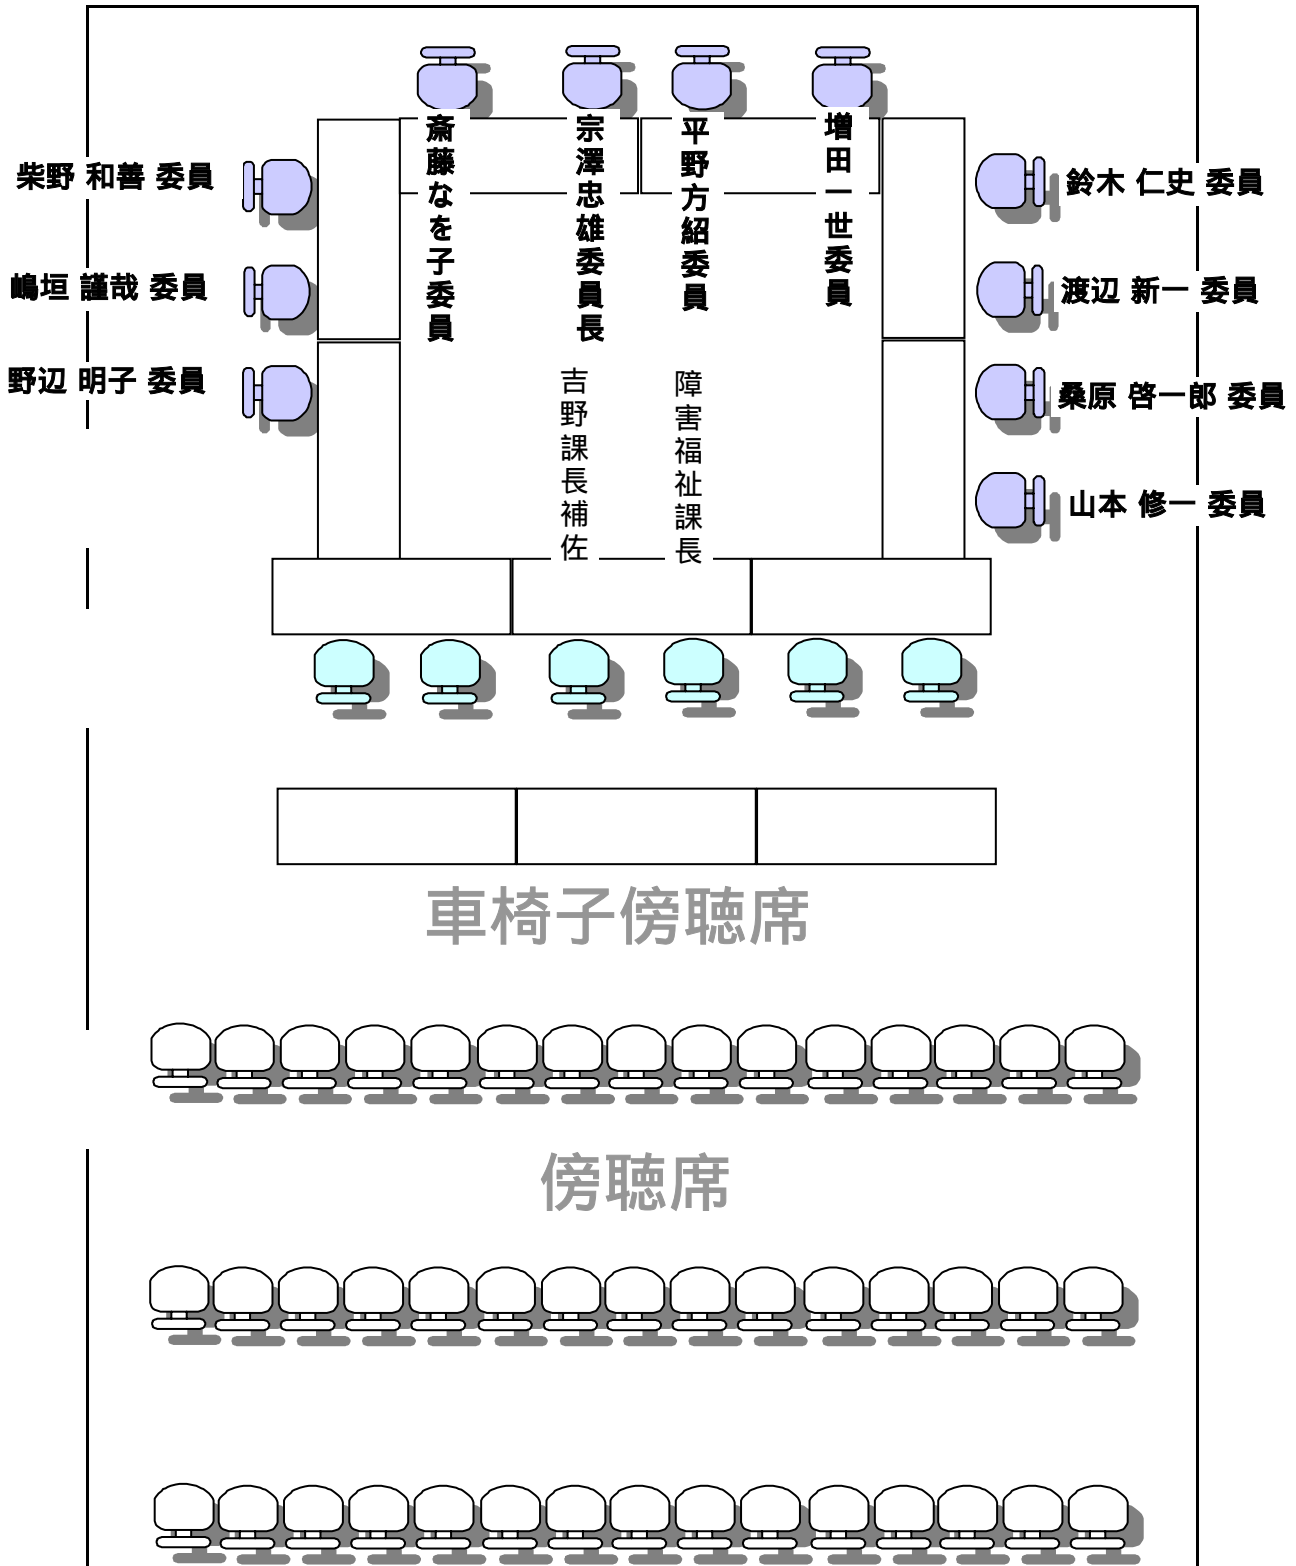 斎藤なを子委員
宗澤忠雄委員長
平野方紹委員
増田一世委員
柴野 和善 委員
嶋垣 謹哉 委員
野辺 明子 委員
鈴木 仁史 委員
渡辺 新一 委員
桑原 啓一郎 委員
山本 修一 委員
吉野課長補佐
障害福祉課長
車椅子傍聴席
傍聴席